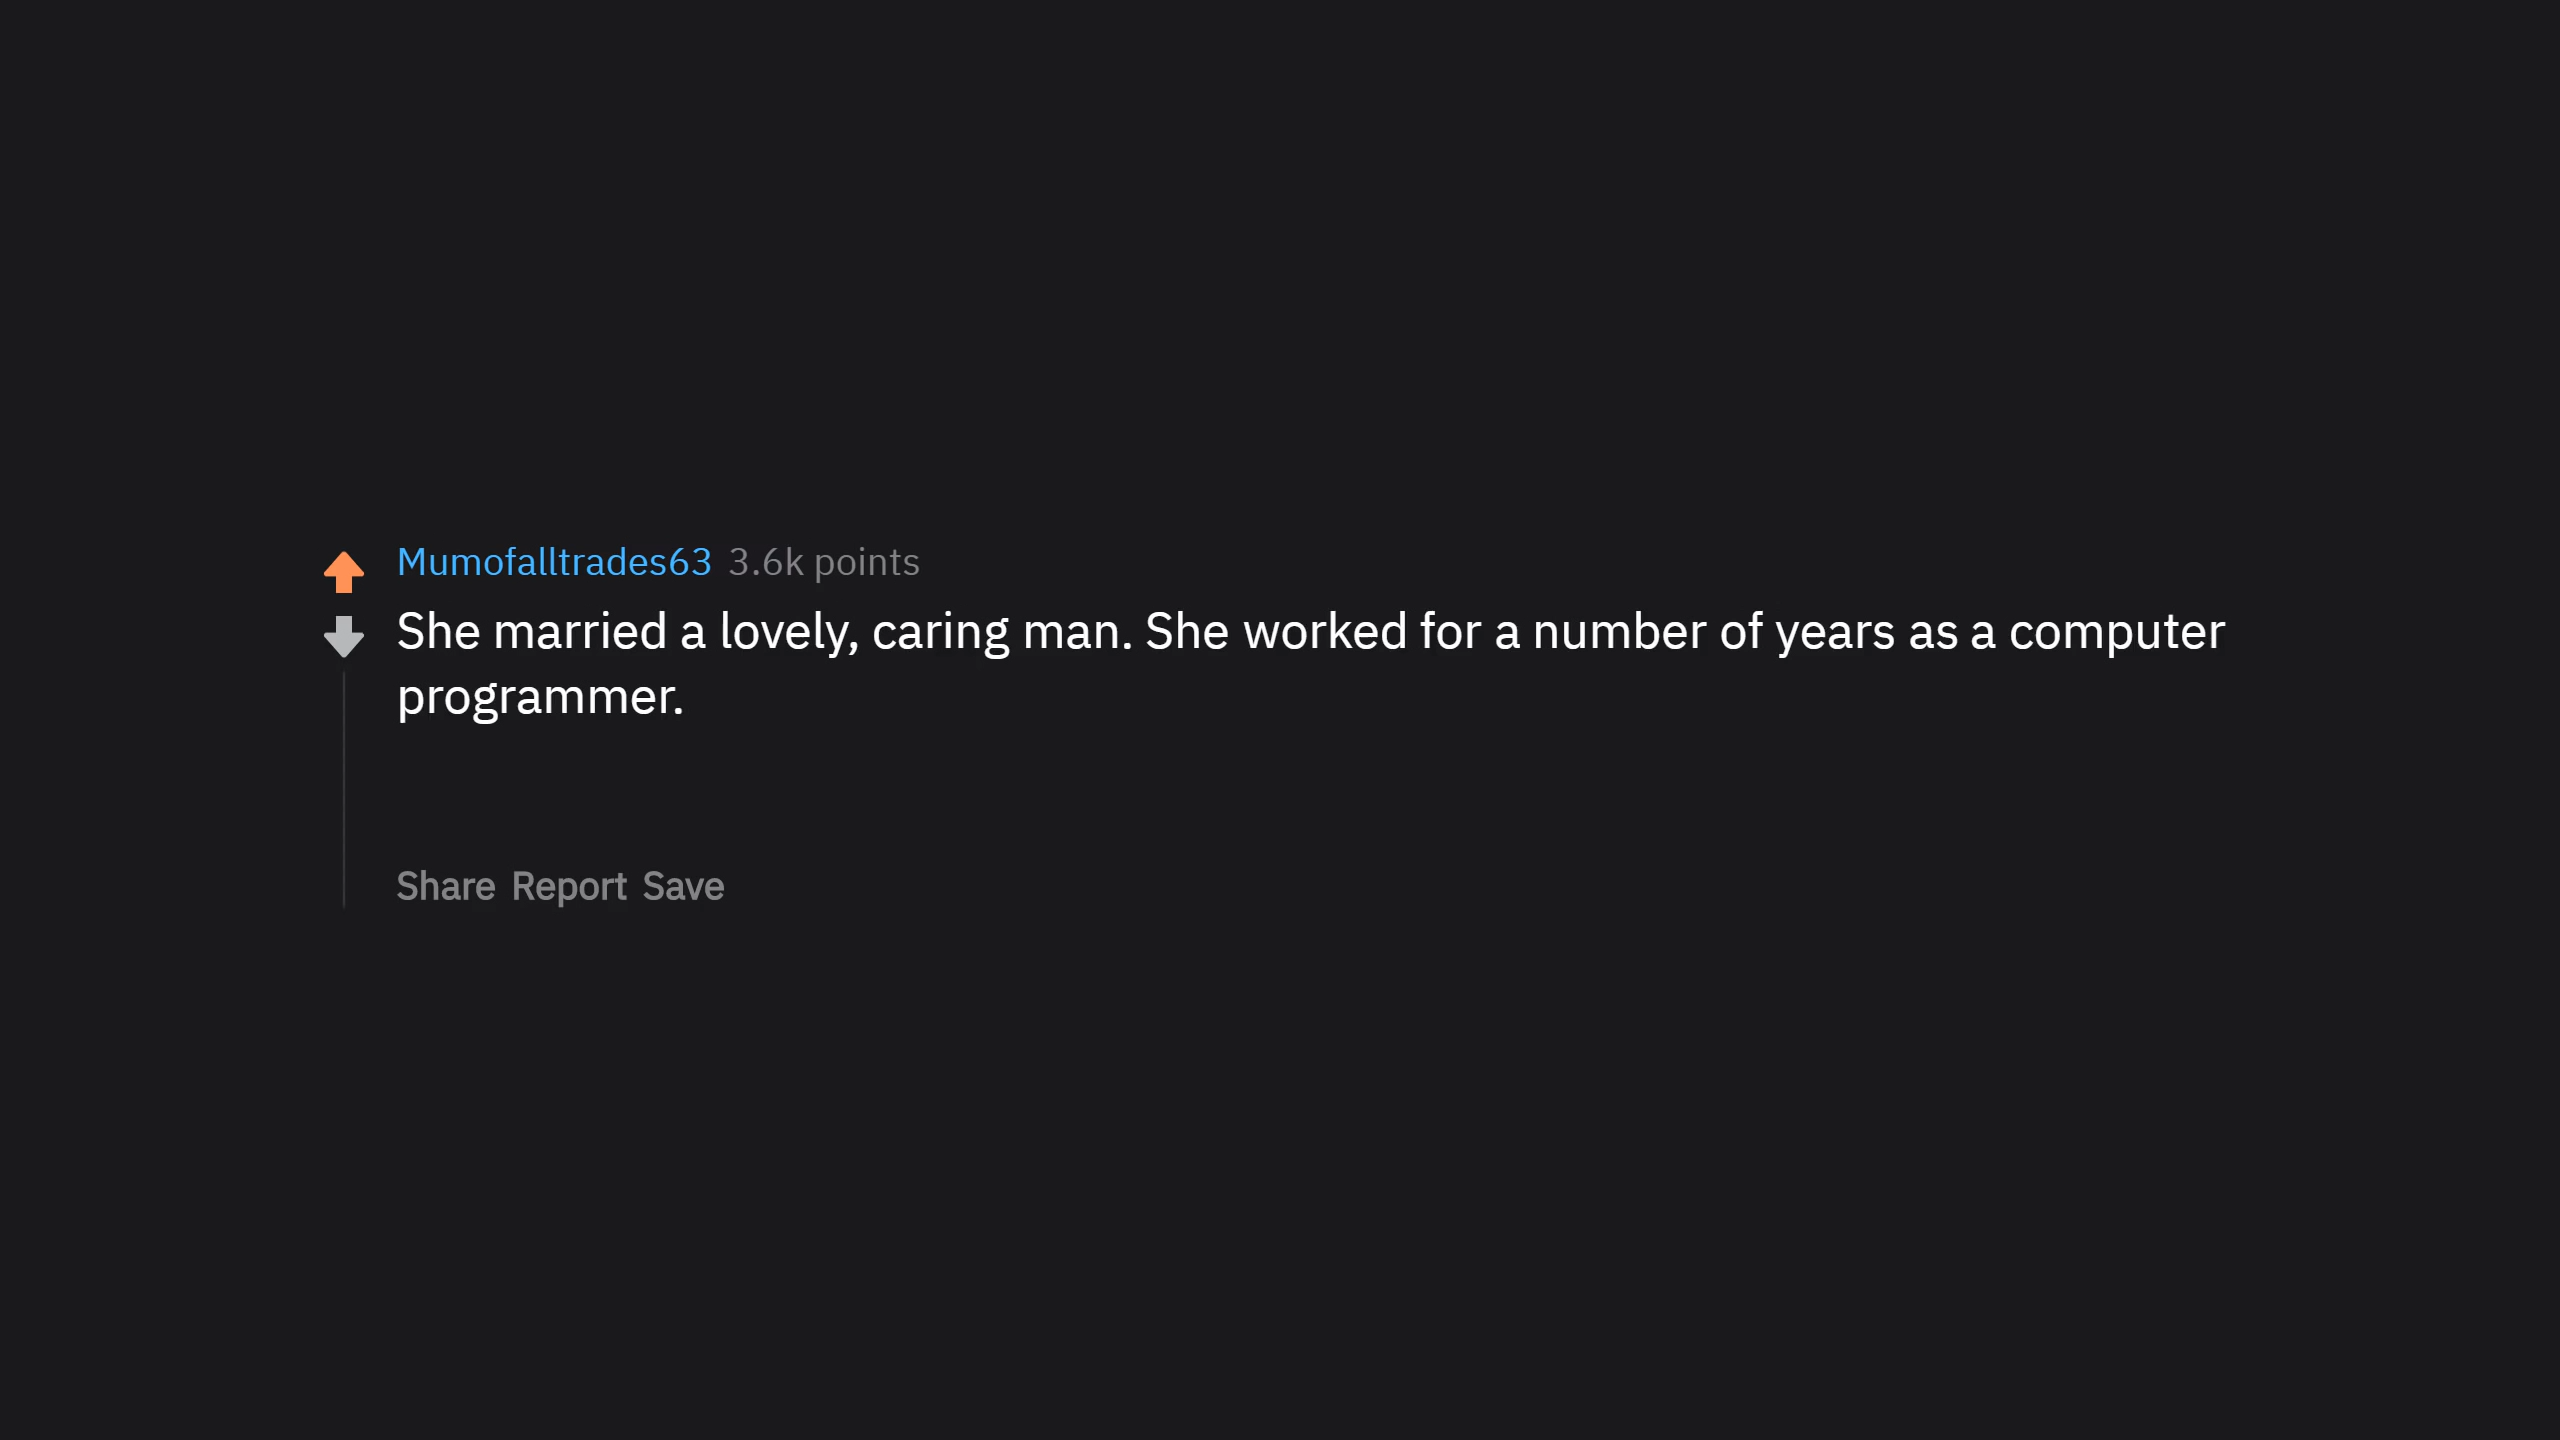 Mumofalltrades63 3.6k points
She married a lovely, caring man. She worked for a number of years as a computer
programmer.
Share Report Save